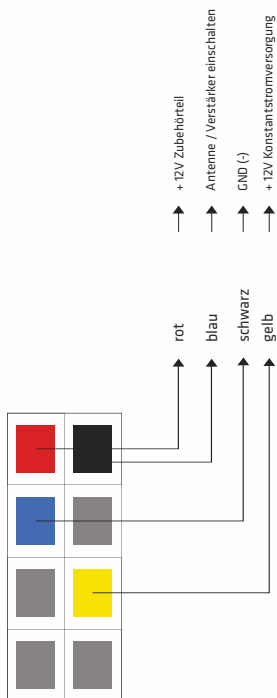 rot
+ 12V Zubehörteil
blau
Antenne / Verstärker einschalten
schwarz
GND (-)
gelb
+ 12V Konstantstromversorgung